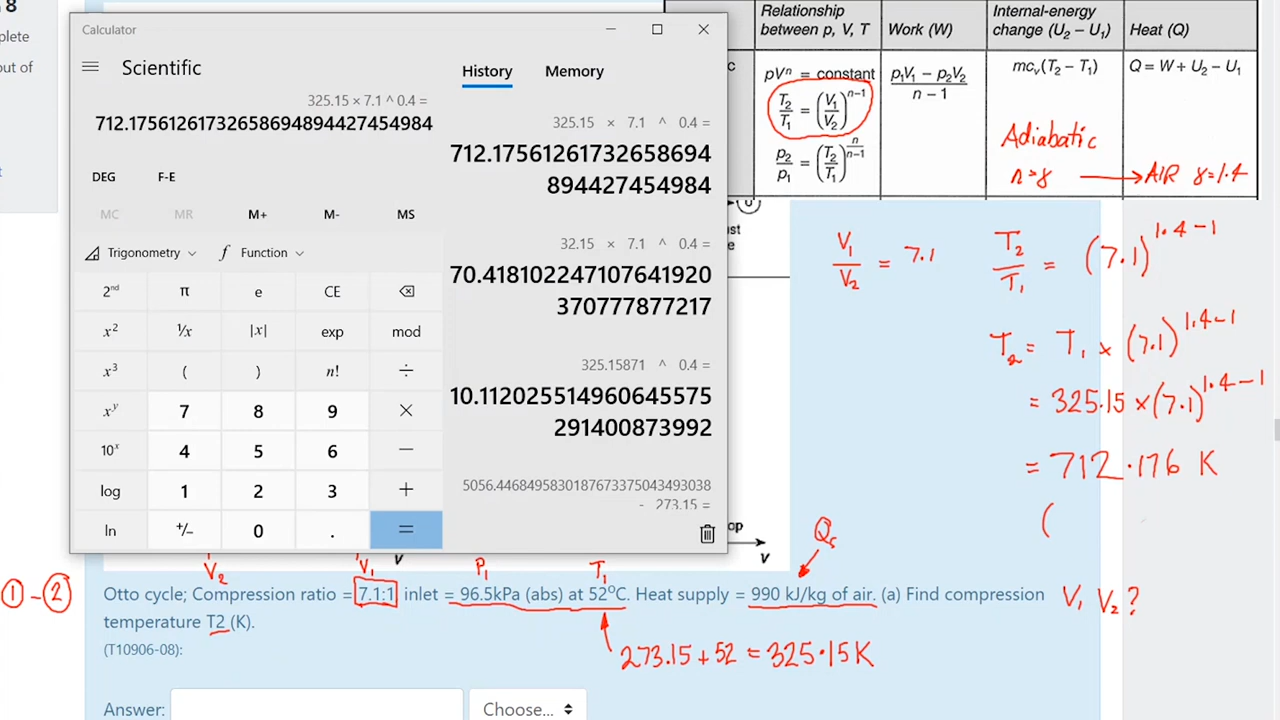 8
plete
out of
Calculator
Scientific
325.15 × 7.1 ^ 0.4 =
712.17561261732658694894427454984
DEG F-E
MC MR M+ M- MS
Trigonometry f Function
2nd π e CE
x² ¹/x |x| exp mod
x³ ( ) n! ÷
xʸ 7 8 9 ×
10ˣ 4 5 6 −
log 1 2 3 +
ln +/− 0 . =
History Memory
325.15 × 7.1 ^ 0.4 =
712.17561261732658694
894427454984
32.15 × 7.1 ^ 0.4 =
70.418102247107641920
370777877217
325.15871 ^ 0.4 =
10.112025514960645575
291400873992
5056.4468495830187673375043493038
- 273.15 =
Relationship
between p, V, T
Work (W)
Internal-energy
change (U₂ − U₁)
Heat (Q)
c
pVⁿ = constant
T₂/T₁ = (V₁/V₂)ⁿ⁻¹
p₂/p₁ = (T₂/T₁)^(n/(n−1))
p₁V₁ − p₂V₂
n − 1
mcᵥ(T₂ − T₁)
Q = W + U₂ − U₁
Adiabatic
n=γ → AIR γ=1.4
V₁/V₂ = 7.1
T₂/T₁ = (7.1)^1.4-1
T₂ = T₁ × (7.1)^1.4-1
= 325.15 × (7.1)^1.4-1
= 712.176 K
(
V
V
V₂ V₁ P₁ T₁ Qs
① - ②
Otto cycle; Compression ratio = 7.1:1 inlet = 96.5kPa (abs) at 52⁰C. Heat supply = 990 kJ/kg of air. (a) Find compression
temperature T2 (K).
V₁ V₂ ?
(T10906-08):
273.15 + 52 = 325.15 K
Answer:
Choose...